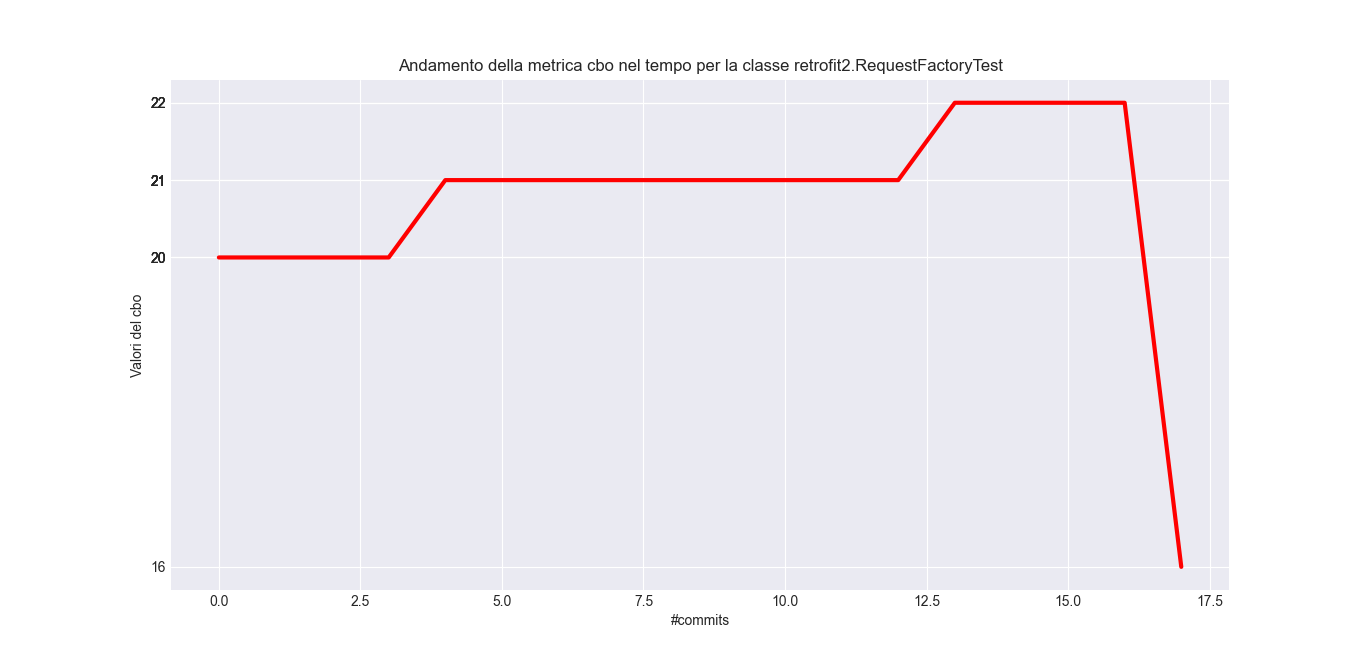 Andamento della metrica cbo nel tempo per la classe retrofit2.RequestFactoryTest
22
21
20
16
Valori del cbo
0.0 2.5 5.0 7.5 10.0 12.5 15.0 17.5
#commits